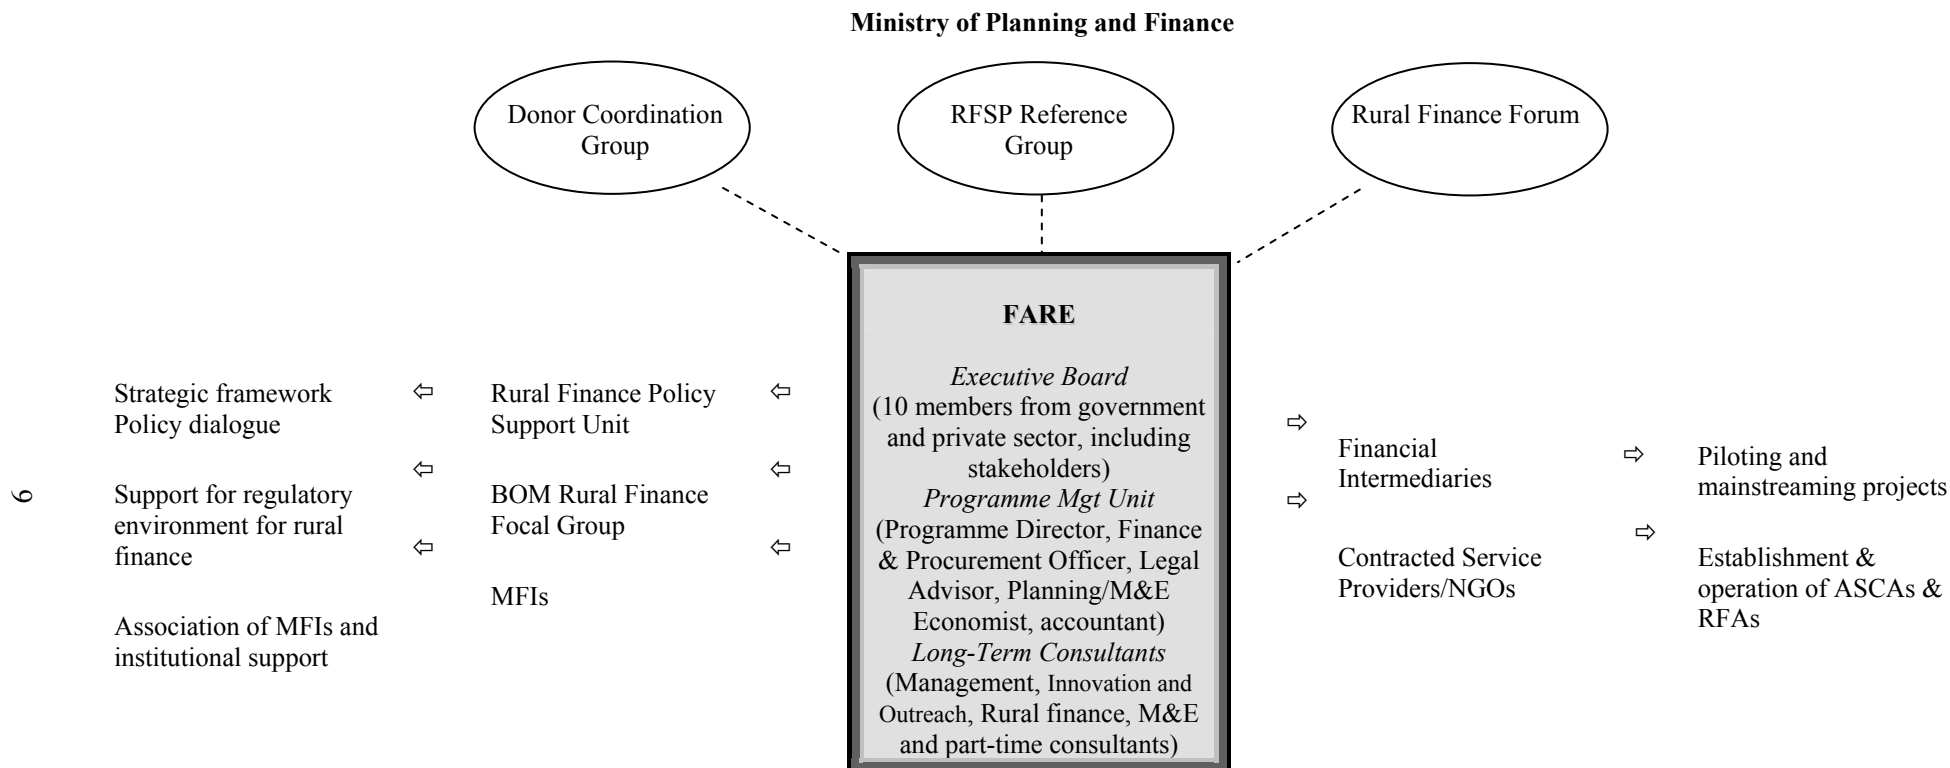 Ministry of Planning and Finance
Donor Coordination
Group
RFSP Reference
Group
Rural Finance Forum
FARE
Executive Board
(10 members from government
and private sector, including
stakeholders)
Programme Mgt Unit
(Programme Director, Finance
& Procurement Officer, Legal
Advisor, Planning/M&E
Economist, accountant)
Long-Term Consultants
(Management, Innovation and
Outreach, Rural finance, M&E
and part-time consultants)
Strategic framework
Policy dialogue
Support for regulatory
environment for rural
finance
Association of MFIs and
institutional support
Rural Finance Policy
Support Unit
BOM Rural Finance
Focal Group
MFIs
Financial
Intermediaries
Contracted Service
Providers/NGOs
Piloting and
mainstreaming projects
Establishment &
operation of ASCAs &
RFAs
9